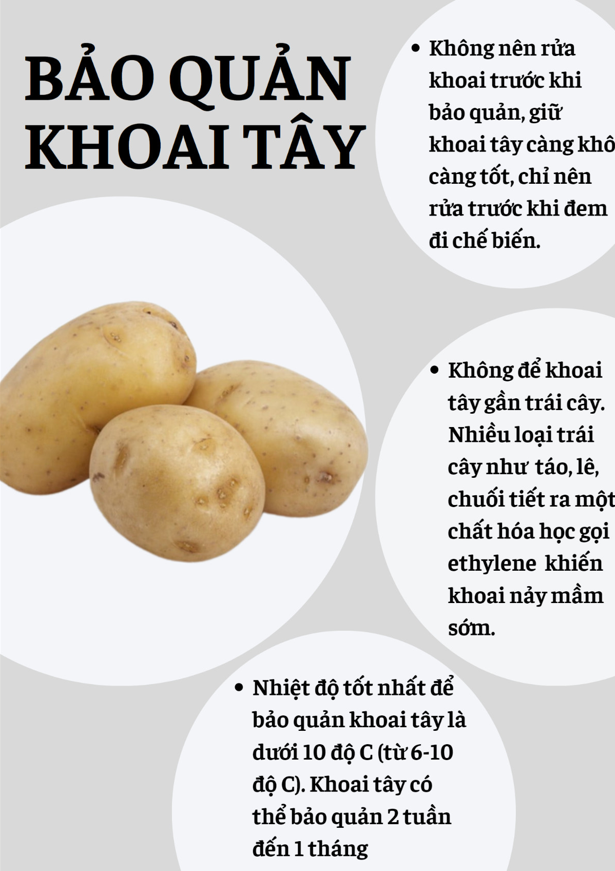 BẢO QUẢN
KHOAI TÂY
• Không nên rửa
khoai trước khi
bảo quản, giữ
khoai tây càng khô
càng tốt, chỉ nên
rửa trước khi đem
đi chế biến.
• Không để khoai
tây gần trái cây.
Nhiều loại trái
cây như táo, lê,
chuối tiết ra một
chất hóa học gọi
ethylene khiến
khoai nảy mầm
sớm.
• Nhiệt độ tốt nhất để
bảo quản khoai tây là
dưới 10 độ C (từ 6-10
độ C). Khoai tây có
thể bảo quản 2 tuần
đến 1 tháng